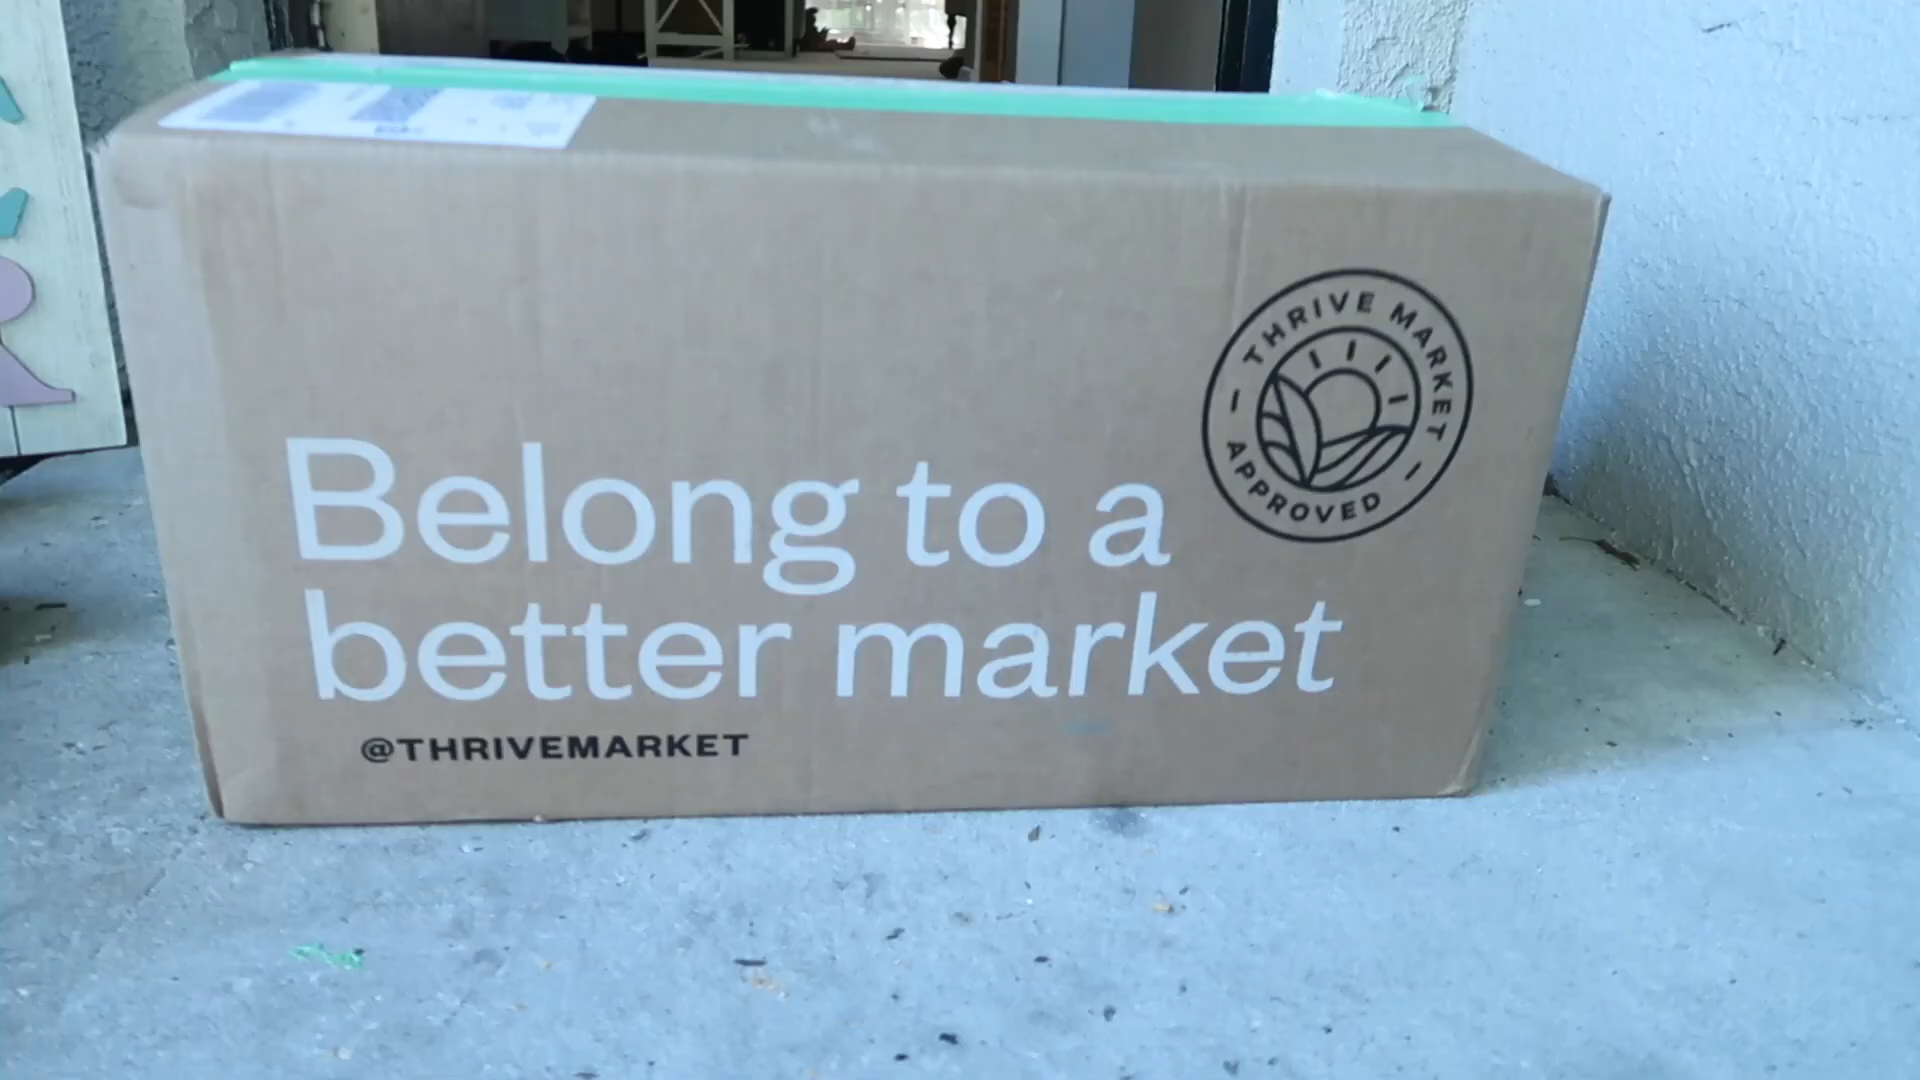 THRIVE MARKET
APPROVED
Belong to a
better market
@THRIVEMARKET